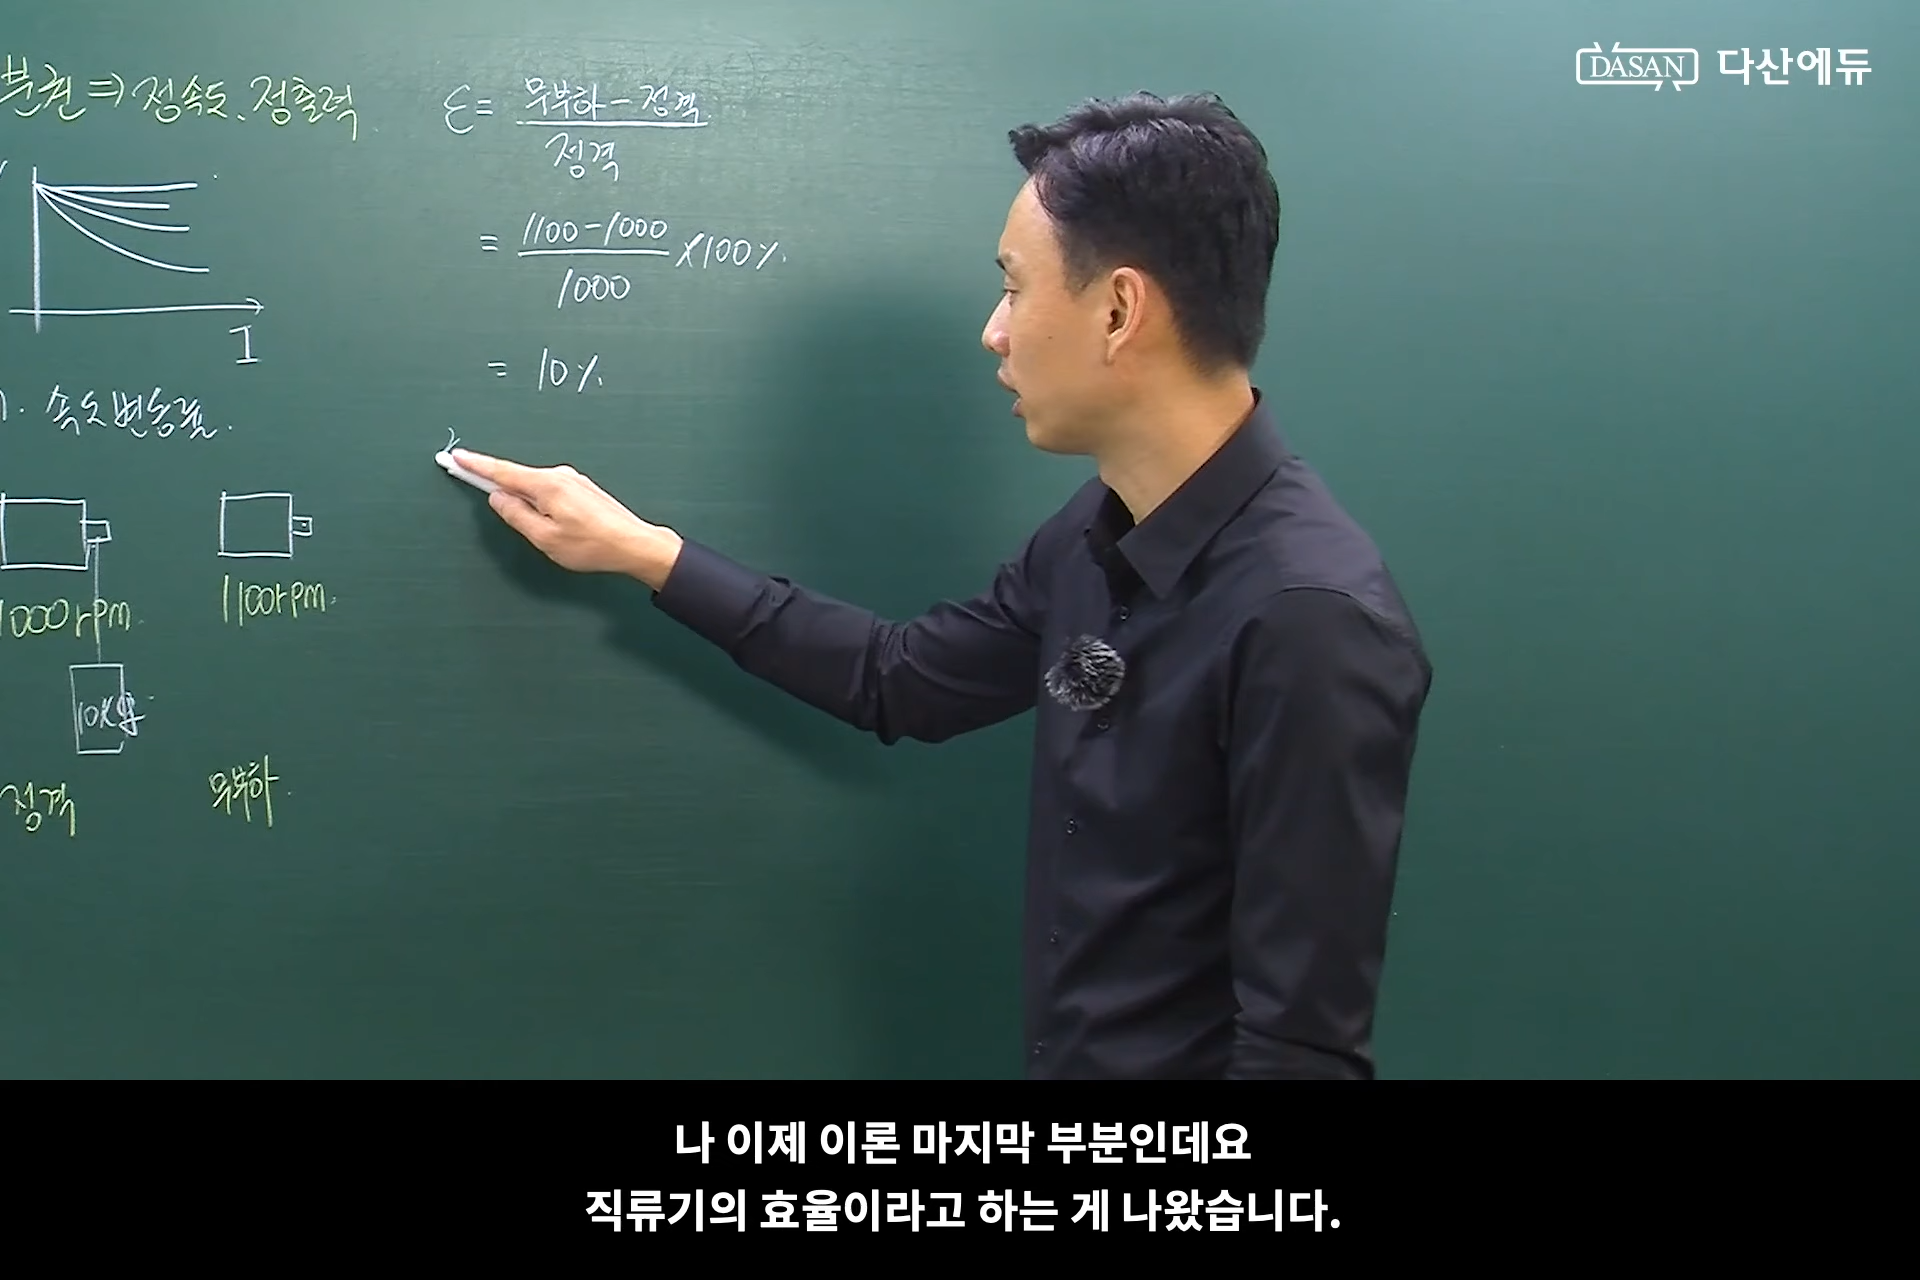 DASAN 다산에듀
분권 ⇒ 정속도, 정출력
I
속도변동률.
1000rpm.
1100rpm.
10kg
정격
무부하.
ε = 무부하 - 정격
정격
= 1100-1000 ×100%.
1000
= 10%.
나 이제 이론 마지막 부분인데요
직류기의 효율이라고 하는 게 나왔습니다.